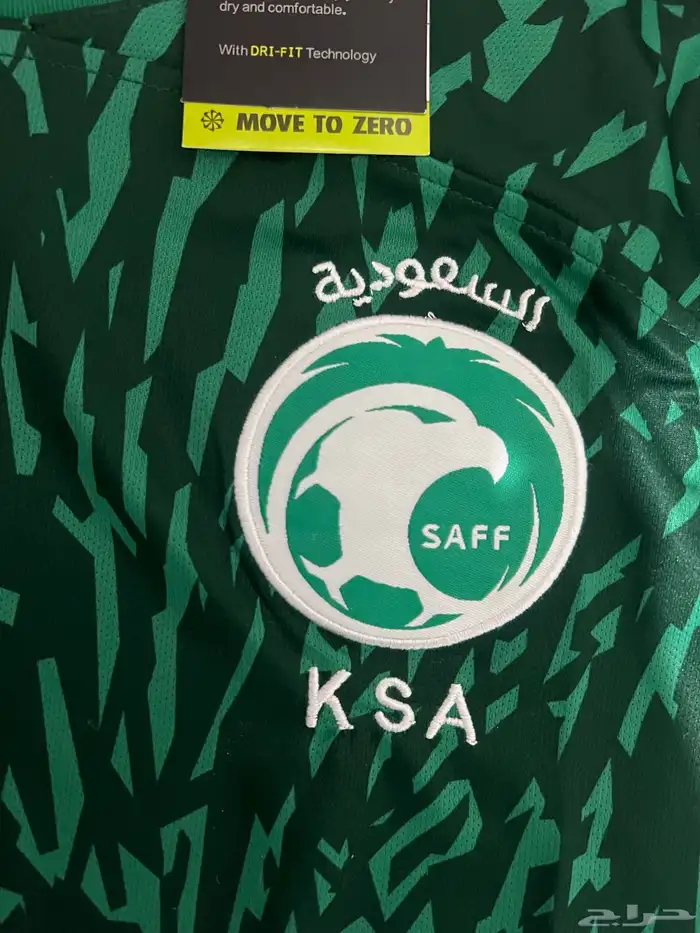 dry and comfortable.
With DRI-FIT Technology
MOVE TO ZERO
السعودية
SAFF
KSA
حراج